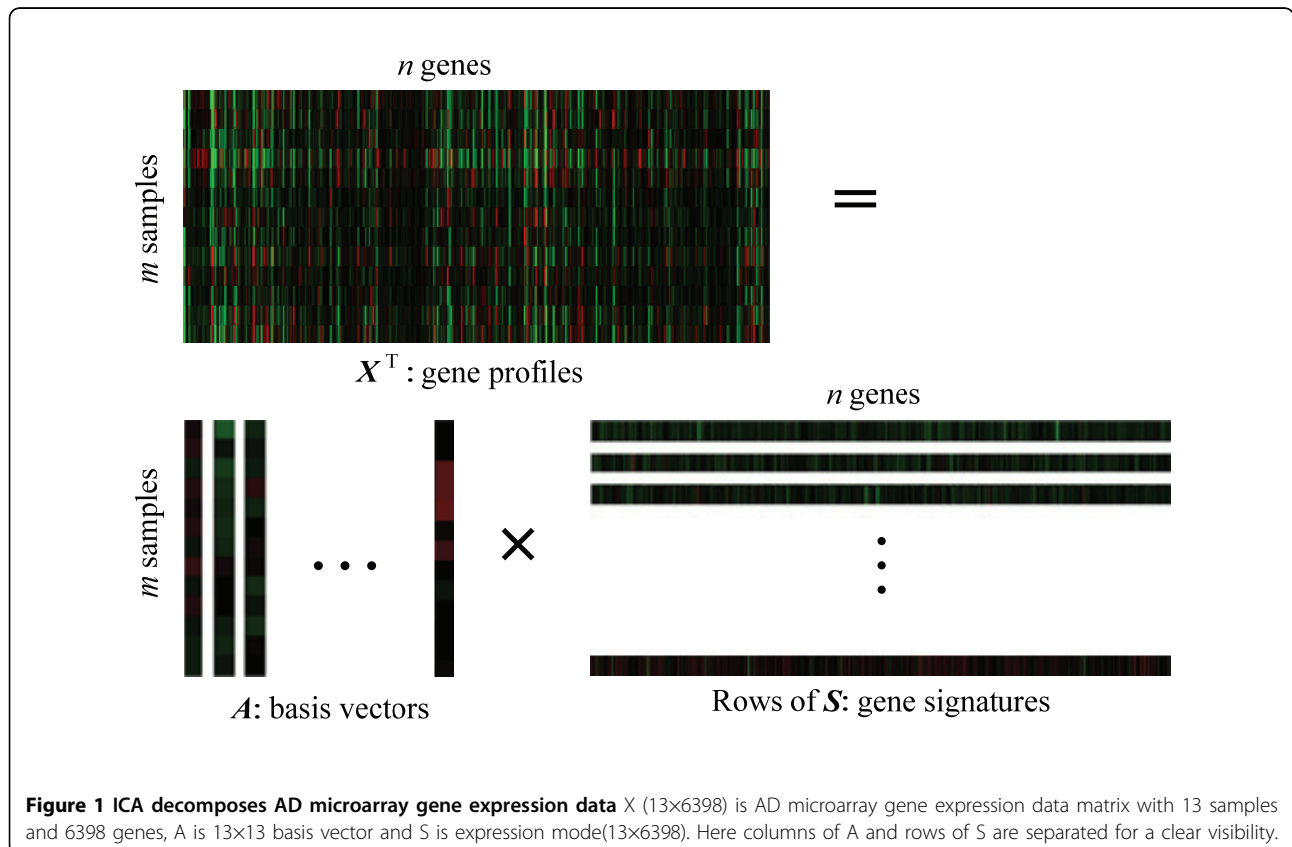 n genes
m samples
=
X^T : gene profiles
n genes
m samples
...
×
⋮
A: basis vectors
Rows of S: gene signatures
Figure 1 ICA decomposes AD microarray gene expression data X (13×6398) is AD microarray gene expression data matrix with 13 samples
and 6398 genes, A is 13×13 basis vector and S is expression mode(13×6398). Here columns of A and rows of S are separated for a clear visibility.